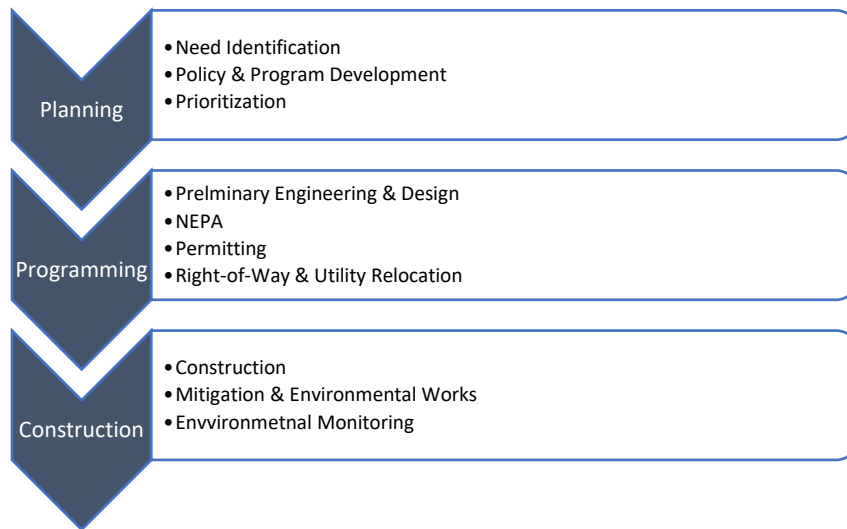 Planning
•Need Identification
•Policy & Program Development
•Prioritization
Programming
•Prelminary Engineering & Design
•NEPA
•Permitting
•Right-of-Way & Utility Relocation
Construction
•Construction
•Mitigation & Environmental Works
•Envvironmetnal Monitoring